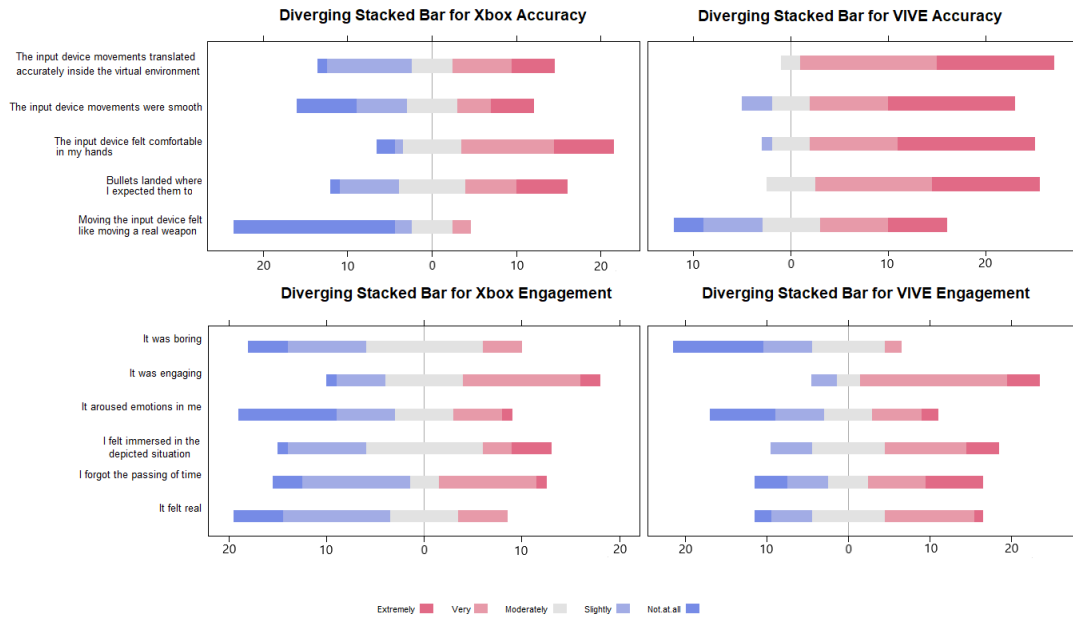 Diverging Stacked Bar for Xbox Accuracy
Diverging Stacked Bar for VIVE Accuracy
The input device movements translated
accurately inside the virtual environment
The input device movements were smooth
The input device felt comfortable
in my hands
Bullets landed where
I expected them to
Moving the input device felt
like moving a real weapon
20 10 0 10 20
10 0 10 20
Diverging Stacked Bar for Xbox Engagement
Diverging Stacked Bar for VIVE Engagement
It was boring
It was engaging
It aroused emotions in me
I felt immersed in the
depicted situation
I forgot the passing of time
It felt real
20 10 0 10 20
20 10 0 10 20
Extremely Very Moderately Slightly Not.at.all